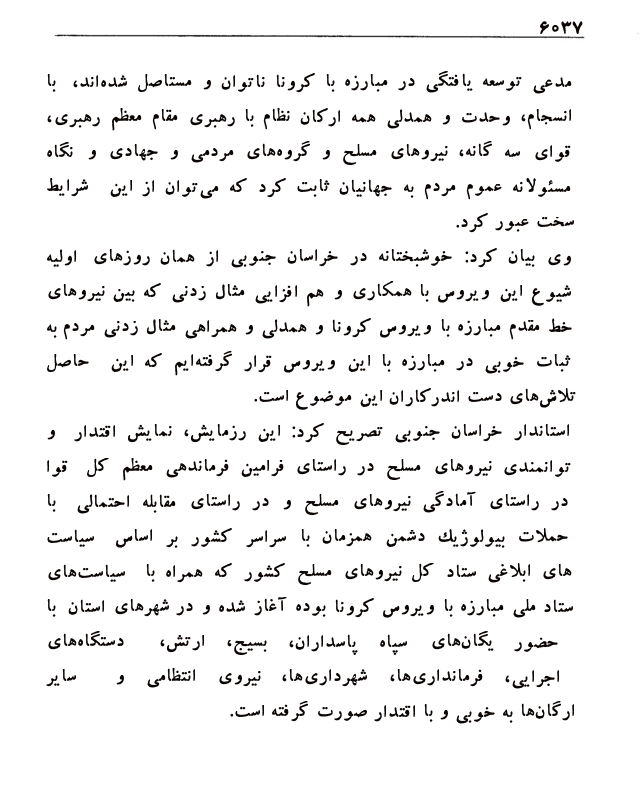 ۶۰۳۷
مدعی توسعه یافتگی در مبارزه با کرونا ناتوان و مستاصل شده‌اند، با
انسجام، وحدت و همدلی همه ارکان نظام با رهبری مقام معظم رهبری،
قوای سه گانه، نیروهای مسلح و گروه‌های مردمی و جهادی و نگاه
مسئولانه عموم مردم به جهانیان ثابت کرد که می‌توان از این شرایط
سخت عبور کرد.
وی بیان کرد: خوشبختانه در خراسان جنوبی از همان روزهای اولیه
شیوع این ویروس با همکاری و هم افزایی مثال زدنی که بین نیروهای
خط مقدم مبارزه با ویروس کرونا و همدلی و همراهی مثال زدنی مردم به
ثبات خوبی در مبارزه با این ویروس قرار گرفته‌ایم که این حاصل
تلاش‌های دست اندرکاران این موضوع است.
استاندار خراسان جنوبی تصریح کرد: این رزمایش، نمایش اقتدار و
توانمندی نیروهای مسلح در راستای فرامین فرماندهی معظم کل قوا
در راستای آمادگی نیروهای مسلح و در راستای مقابله احتمالی با
حملات بیولوژیك دشمن همزمان با سراسر کشور بر اساس سیاست
های ابلاغی ستاد کل نیروهای مسلح کشور که همراه با سیاست‌های
ستاد ملی مبارزه با ویروس کرونا بوده آغاز شده و در شهرهای استان با
حضور یگان‌های سپاه پاسداران، بسیج، ارتش، دستگاه‌های
اجرایی، فرمانداری‌ها، شهرداری‌ها، نیروی انتظامی و سایر
ارگان‌ها به خوبی و با اقتدار صورت گرفته است.